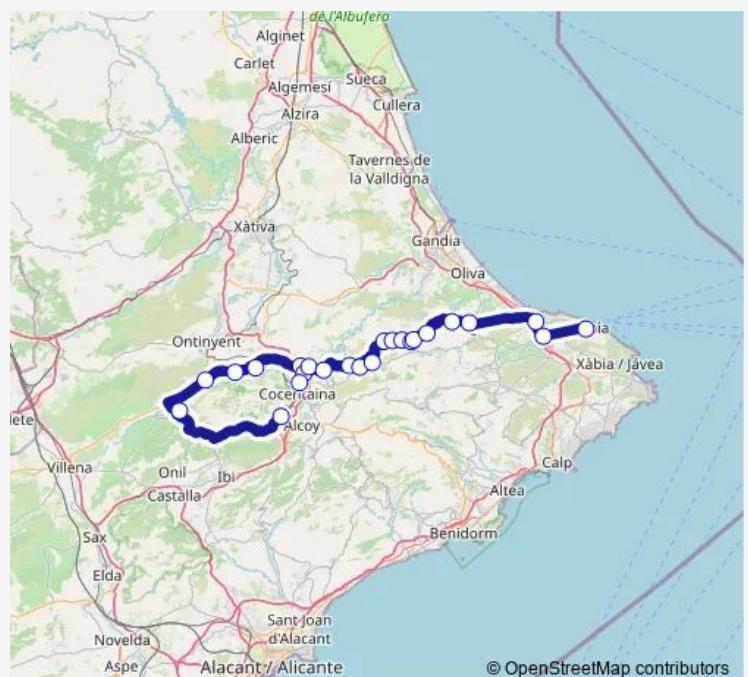 de l'Albufera
Alginet
Carlet
Algemesí
Sueca
Cullera
Alzira
Alberic
Tavernes de
la Valldigna
Xàtiva
Gandia
Oliva
Ontinyent
Xàbia / Jávea
Cocentaina
Alcoy
Villena
Onil
Ibi
Castalla
Calp
Altea
Sax
Benidorm
Elda
Sant Joan
d'Alacant
Novelda
Aspe
Alacant / Alicante
© OpenStreetMap contributors